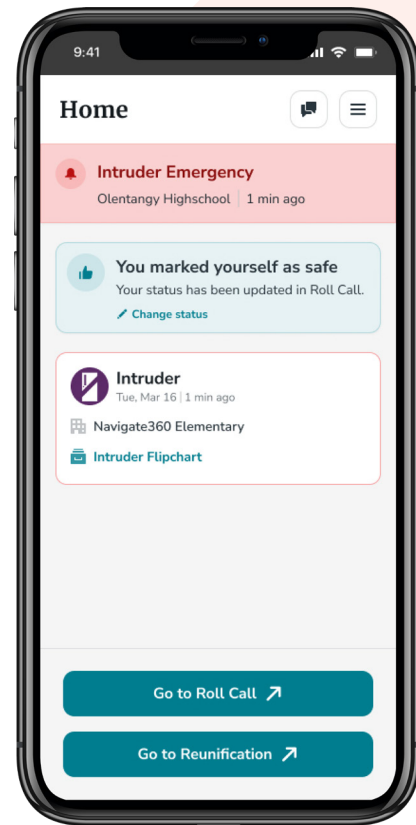 9:41
Home
Intruder Emergency
Olentangy Highschool | 1 min ago
You marked yourself as safe
Your status has been updated in Roll Call.
Change status
Intruder
Tue, Mar 16 | 1 min ago
Navigate360 Elementary
Intruder Flipchart
Go to Roll Call
Go to Reunification